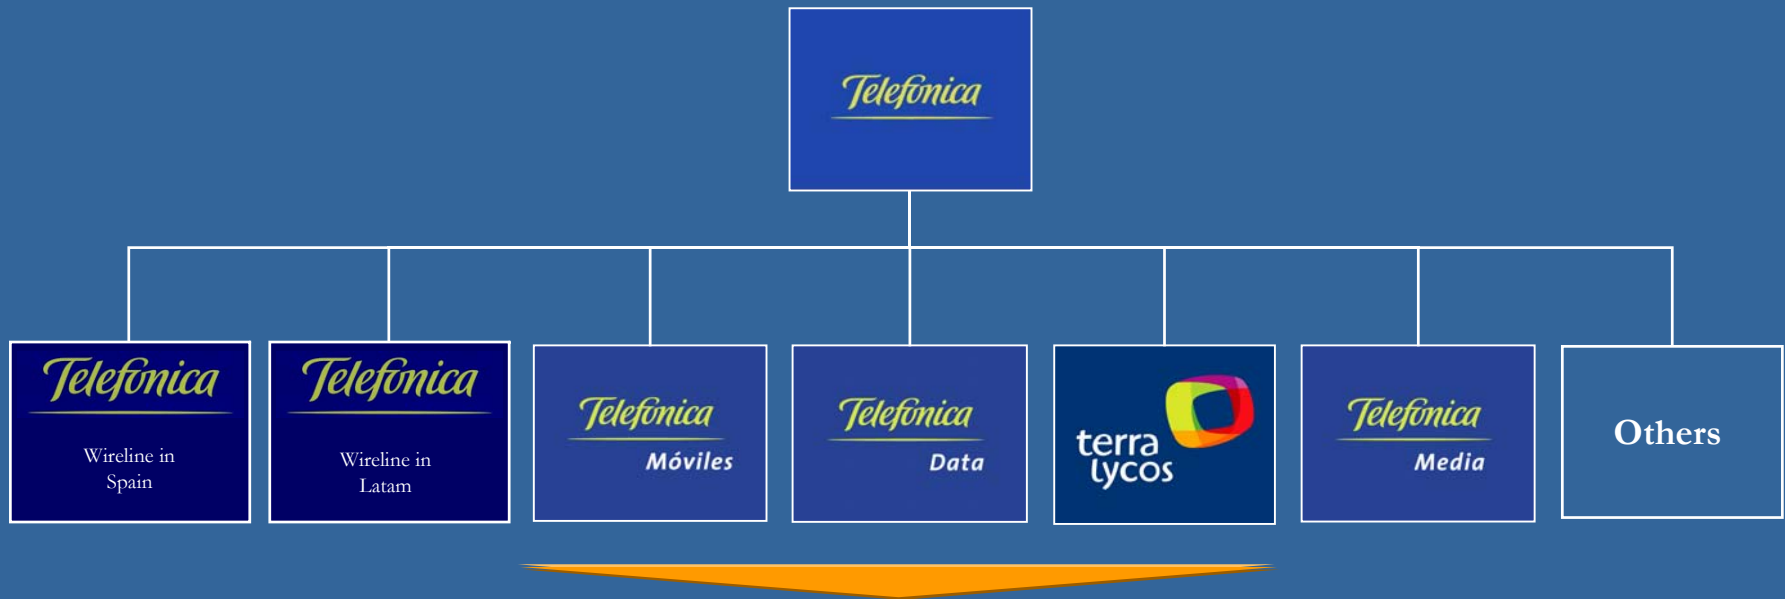 Telefónica
Telefónica
Wireline in
Spain
Telefónica
Wireline in
Latam
Telefónica
Móviles
Telefónica
Data
terra
lycos
Telefónica
Media
Others